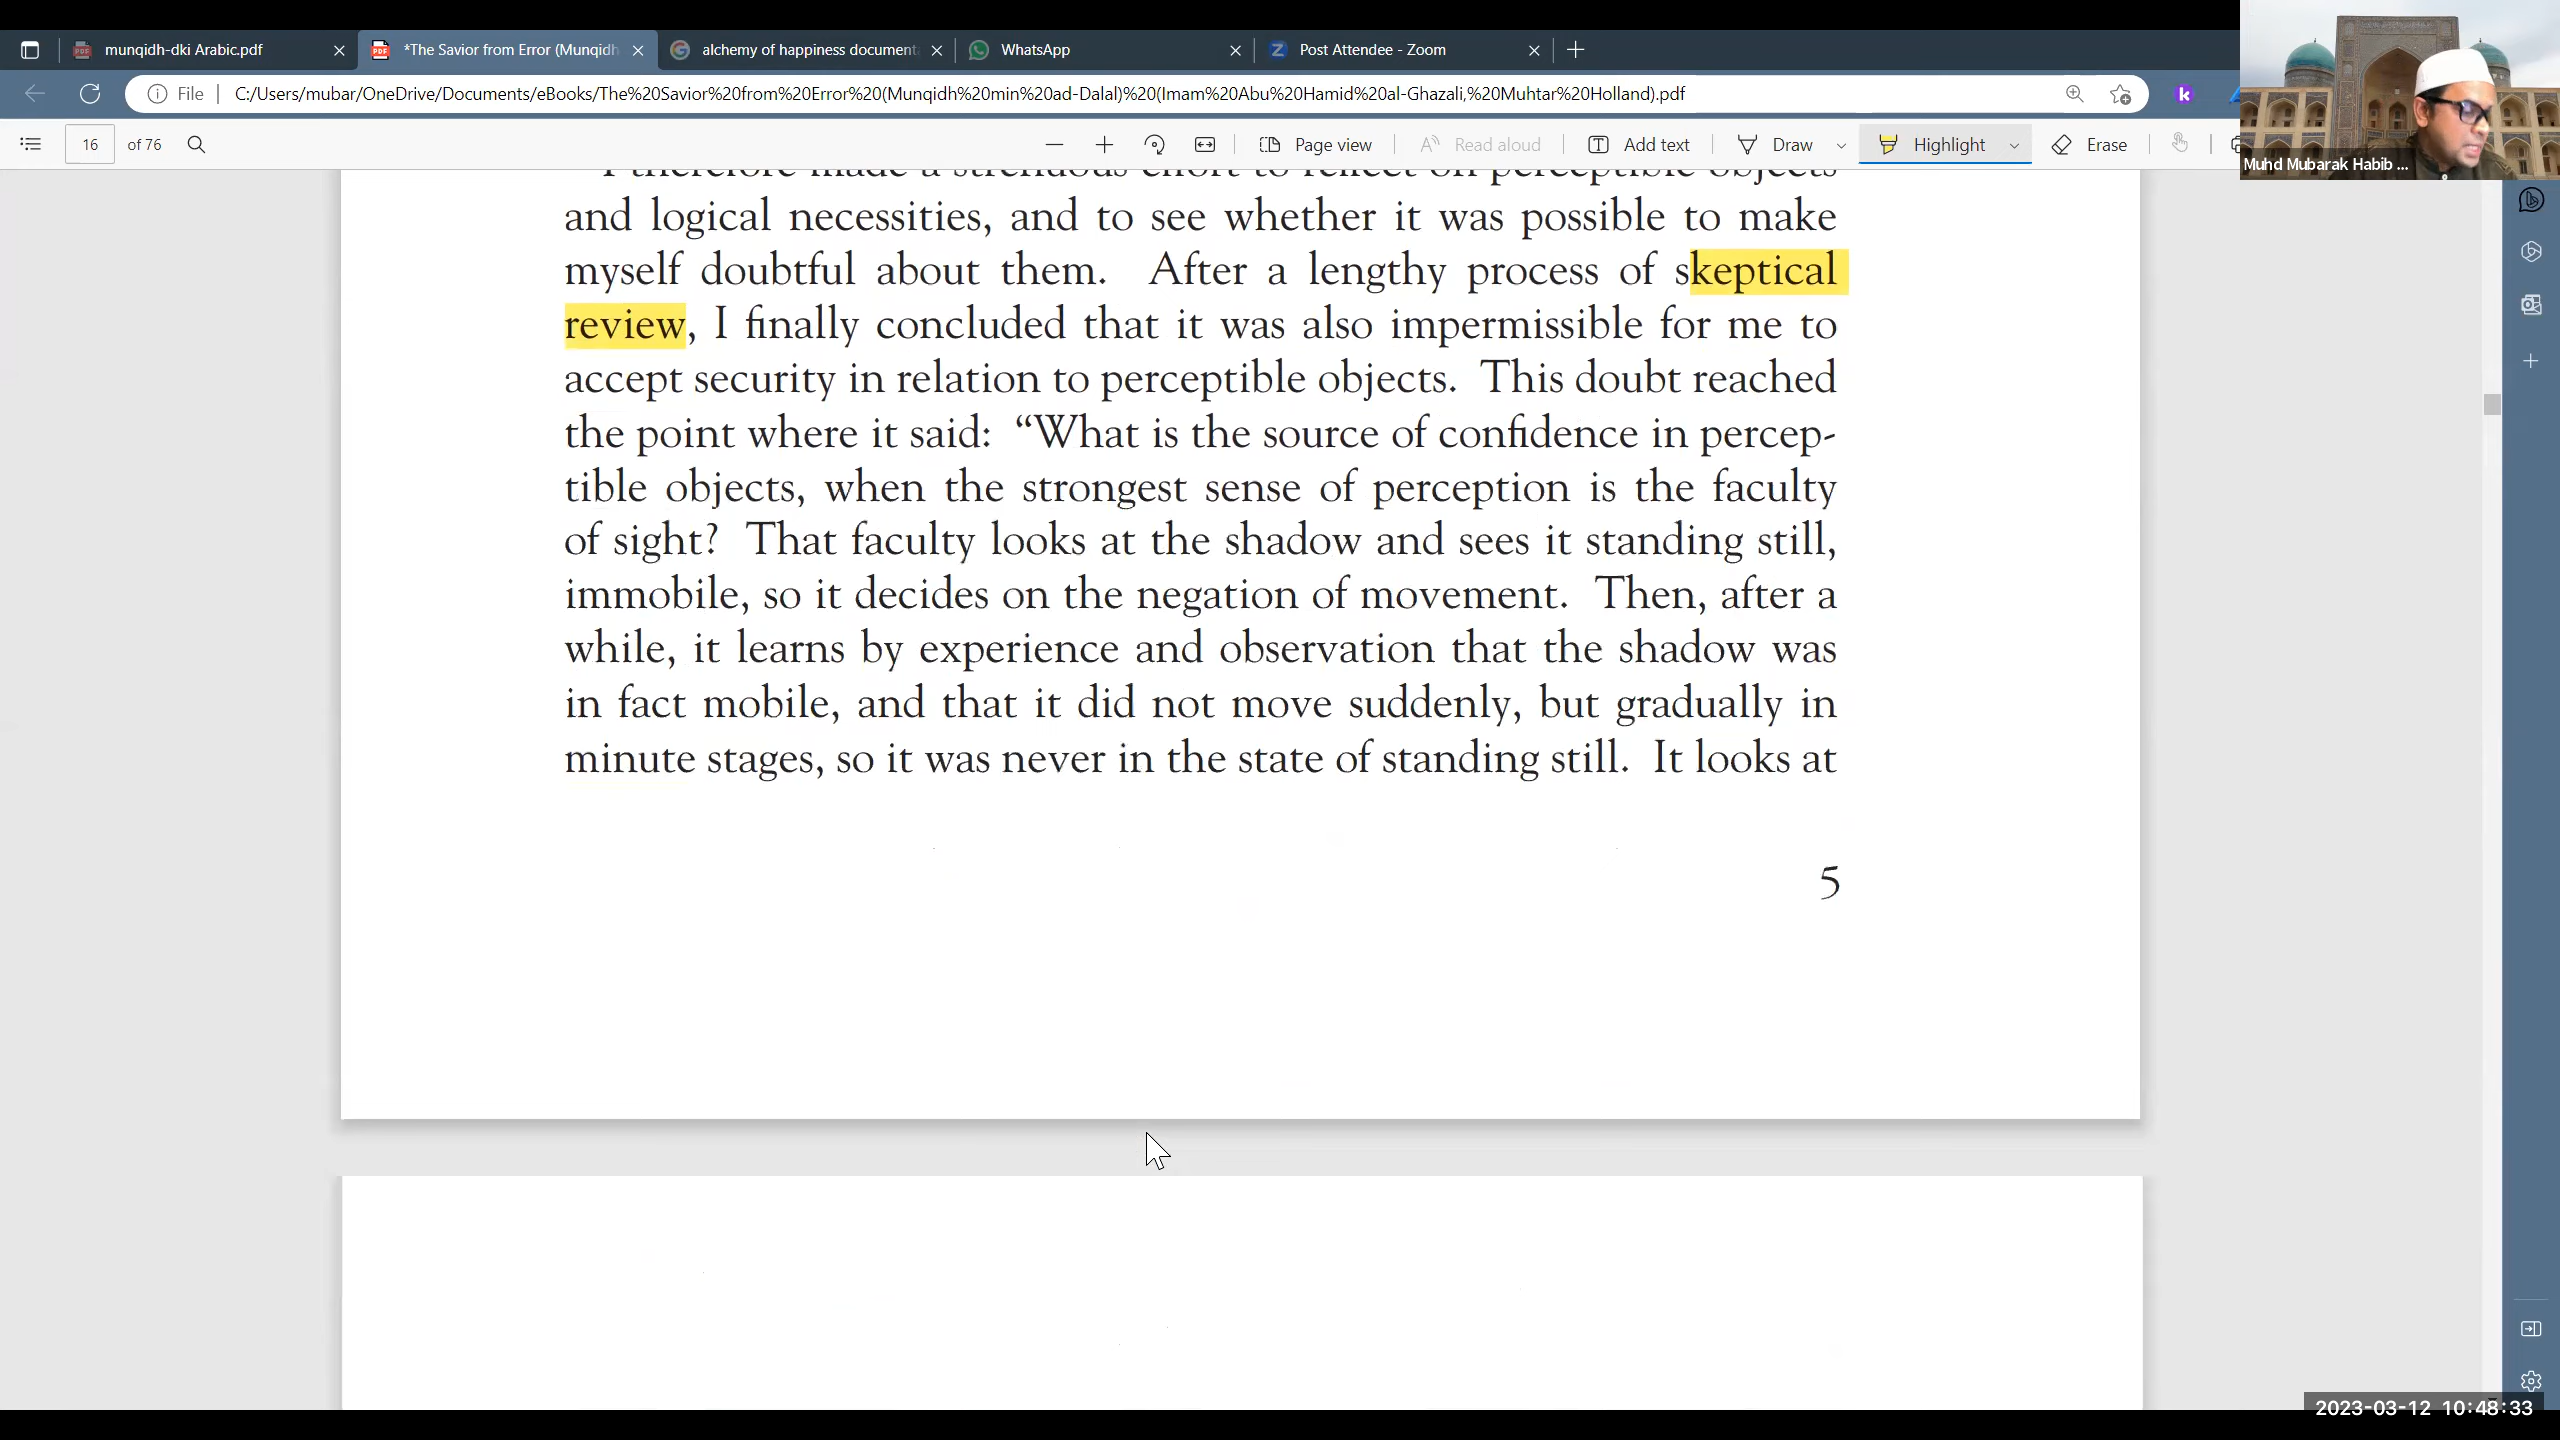 munqidh-dki Arabic.pdf
*The Savior from Error (Munqidh
alchemy of happiness document
WhatsApp
Post Attendee - Zoom
File
C:/Users/mubar/OneDrive/Documents/eBooks/The%20Savior%20from%20Error%20(Munqidh%20min%20ad-Dalal)%20(Imam%20Abu%20Hamid%20al-Ghazali,%20Muhtar%20Holland).pdf
16 of 76
Page view
Read aloud
Add text
Draw
Highlight
Erase
Muhd Mubarak Habib ...
I therefore made a strenuous effort to reflect on perceptible objects
and logical necessities, and to see whether it was possible to make
myself doubtful about them. After a lengthy process of skeptical
review, I finally concluded that it was also impermissible for me to
accept security in relation to perceptible objects. This doubt reached
the point where it said: “What is the source of confidence in percep-
tible objects, when the strongest sense of perception is the faculty
of sight? That faculty looks at the shadow and sees it standing still,
immobile, so it decides on the negation of movement. Then, after a
while, it learns by experience and observation that the shadow was
in fact mobile, and that it did not move suddenly, but gradually in
minute stages, so it was never in the state of standing still. It looks at
5
2023-03-12 10:48:33